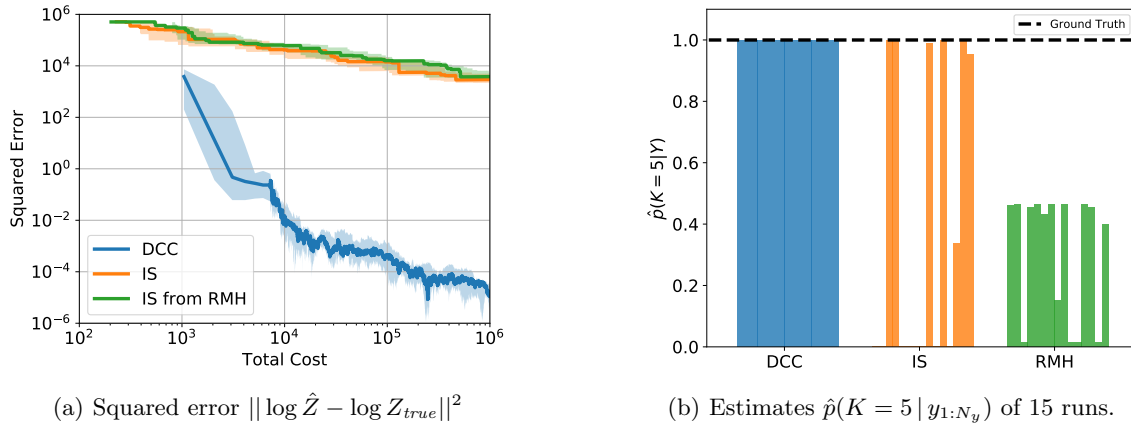 10^6
10^4
10^2
10^0
10^−2
10^−4
10^−6
Squared Error
DCC
IS
IS from RMH
10^2 10^3 10^4 10^5 10^6
Total Cost
(a) Squared error || log Ẑ − log Z_{true}||^2
Ground Truth
1.0
0.8
0.6
0.4
0.2
0.0
p̂(K = 5|Y)
DCC IS RMH
(b) Estimates p̂(K = 5 | y_{1:N_y}) of 15 runs.